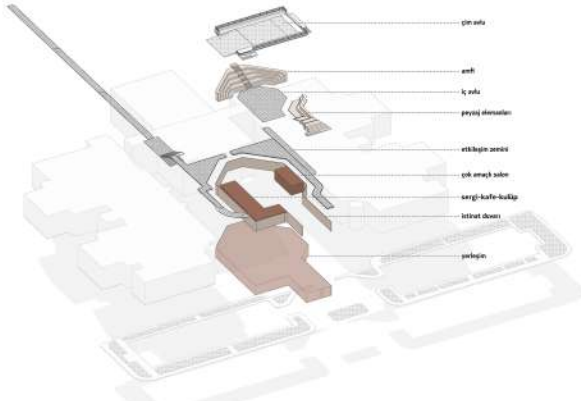 çim avlu
amfi
iç avlu
peyzaj elemanları
etkileşim zemini
çok amaçlı salon
sergi-kafe-kulüp
istinat duvarı
yerleşim